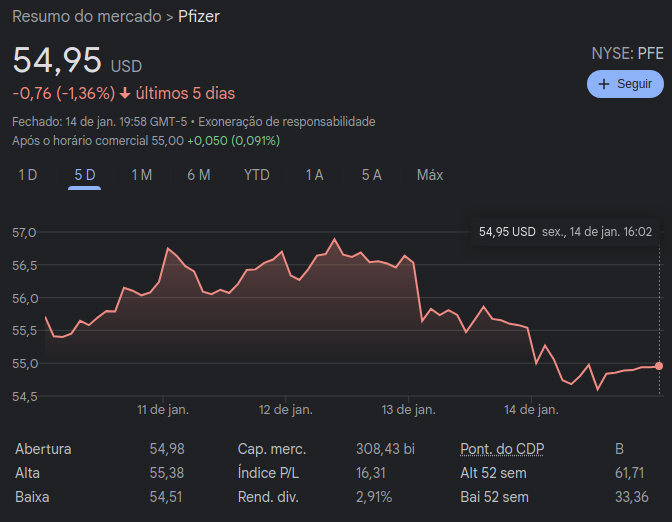 Resumo do mercado > Pfizer
54,95 USD
NYSE: PFE
-0,76 (-1,36%) ↓ últimos 5 dias
+ Seguir
Fechado: 14 de jan. 19:58 GMT-5 • Exoneração de responsabilidade
Após o horário comercial 55,00 +0,050 (0,091%)
1 D 5 D 1 M 6 M YTD 1 A 5 A Máx
54,95 USD sex., 14 de jan. 16:02
57,0
56,5
56,0
55,5
55,0
54,5
11 de jan. 12 de jan. 13 de jan. 14 de jan.
Abertura 54,98 Cap. merc. 308,43 bi Pont. do CDP B
Alta 55,38 Índice P/L 16,31 Alt 52 sem 61,71
Baixa 54,51 Rend. div. 2,91% Bai 52 sem 33,36